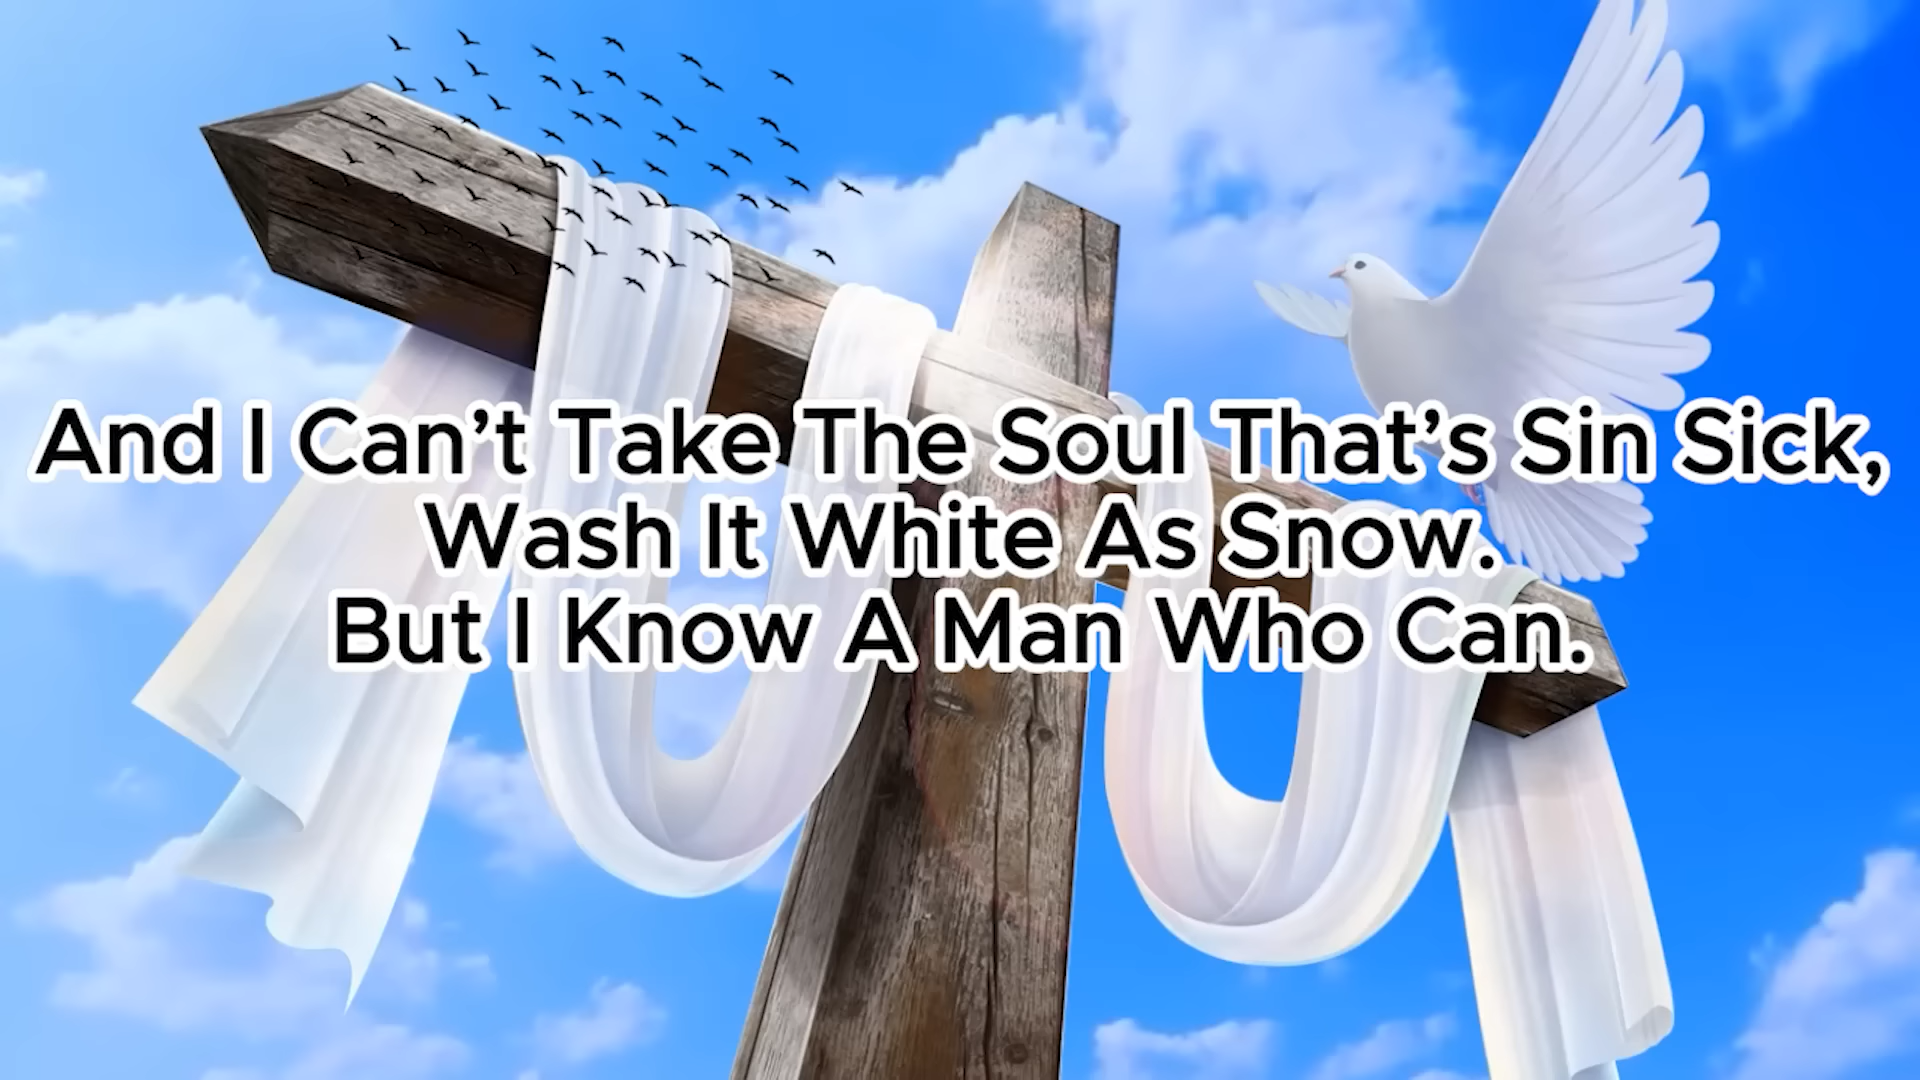 And I Can’t Take The Soul That’s Sin Sick,
Wash It White As Snow.
But I Know A Man Who Can.